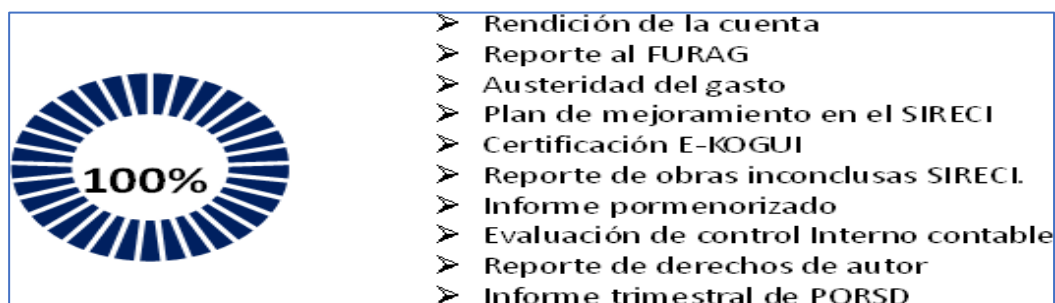 100%
➢ Rendición de la cuenta
➢ Reporte al FURAG
➢ Austeridad del gasto
➢ Plan de mejoramiento en el SIRECI
➢ Certificación E-KOGUI
➢ Reporte de obras inconclusas SIRECI.
➢ Informe pormenorizado
➢ Evaluación de control Interno contable
➢ Reporte de derechos de autor
➢ Informe trimestral de PQRSD